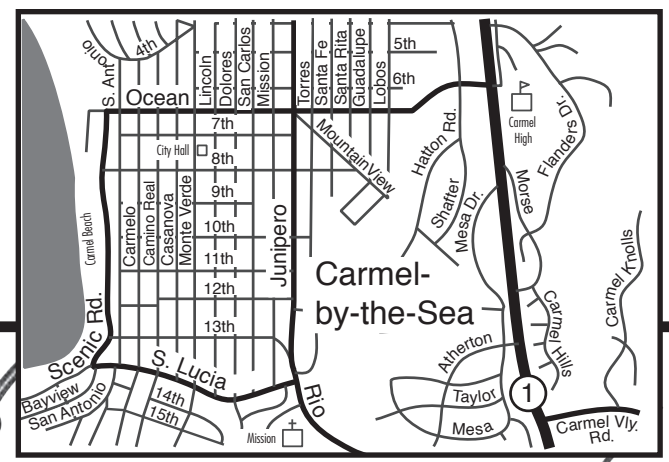 S. Antonio
4th
Lincoln
Dolores
San Carlos
Mission
Torres
Santa Fe
Santa Rita
Guadalupe
Lobos
5th
6th
Ocean
7th
City Hall
8th
Mountain View
Hatton Rd.
Carmel
High
Flanders Dr.
Shafter
Mesa Dr.
Morse
Carmel Beach
Carmelo
Camino Real
Casanova
Monte Verde
9th
10th
11th
12th
13th
Junipero
Carmel-
by-the-Sea
Scenic Rd.
S. Lucia
Bayview
San Antonio
14th
15th
Mission
Rio
Atherton
Taylor
Mesa
1
Carmel Hills
Carmel Knolls
Carmel Vly.
Rd.